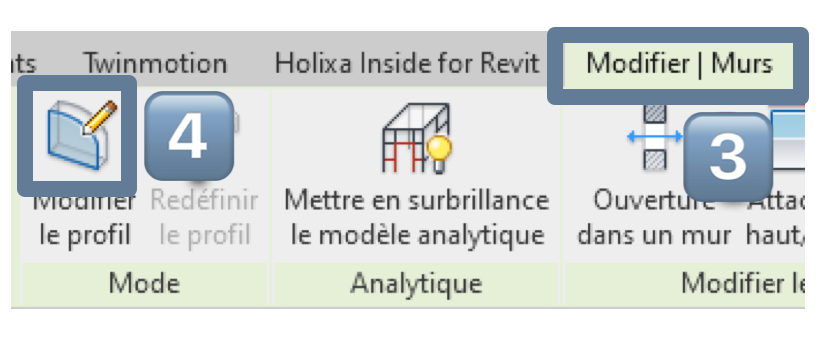 ts Twinmotion Holixa Inside for Revit Modifier | Murs
4
3
Modifier Redéfinir Mettre en surbrillance Ouverture Attac
le profil le profil le modèle analytique dans un mur haut/
Mode Analytique Modifier le